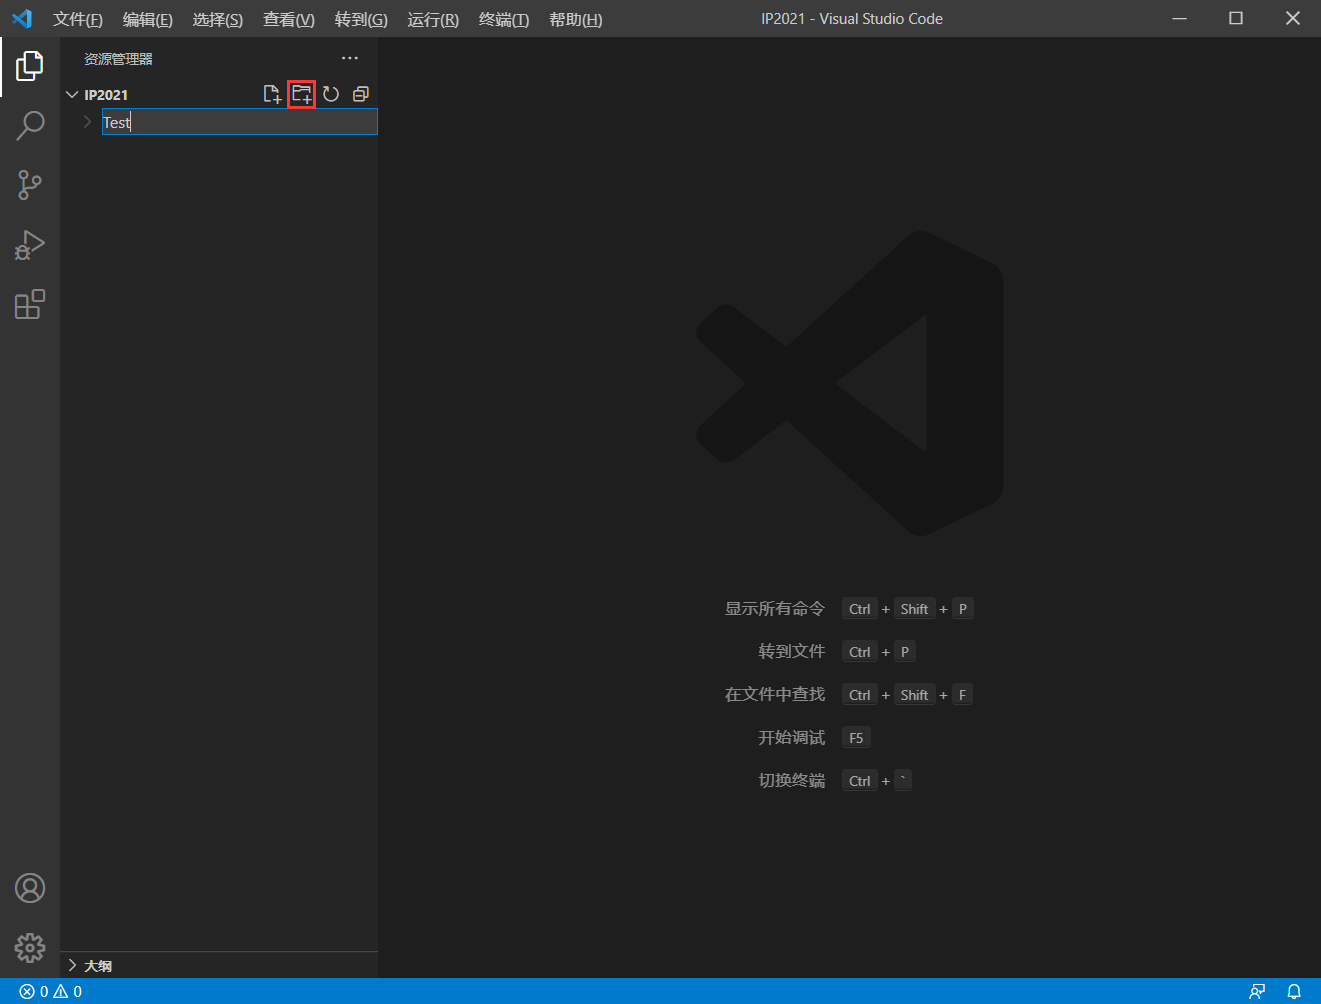 文件(F) 编辑(E) 选择(S) 查看(V) 转到(G) 运行(R) 终端(T) 帮助(H) IP2021 - Visual Studio Code
资源管理器
IP2021
Test
显示所有命令 Ctrl + Shift + P
转到文件 Ctrl + P
在文件中查找 Ctrl + Shift + F
开始调试 F5
切换终端 Ctrl + `
大纲
0 0